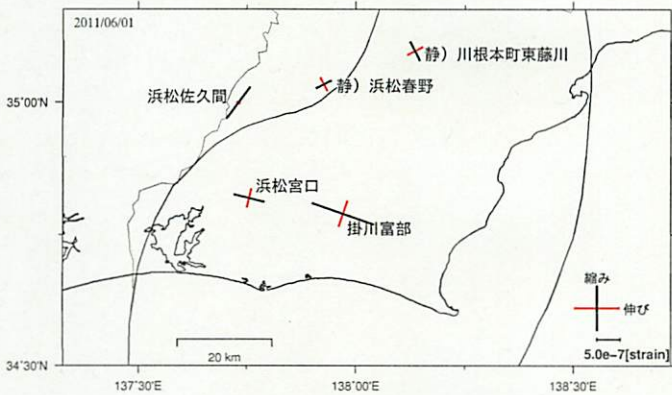 2011/06/01
静）川根本町東藤川
35°00'N
浜松佐久間
静）浜松春野
浜松宮口
掛川富部
縮み
伸び
20 km
5.0e-7[strain]
34°30'N
137°30'E
138°00'E
138°30'E